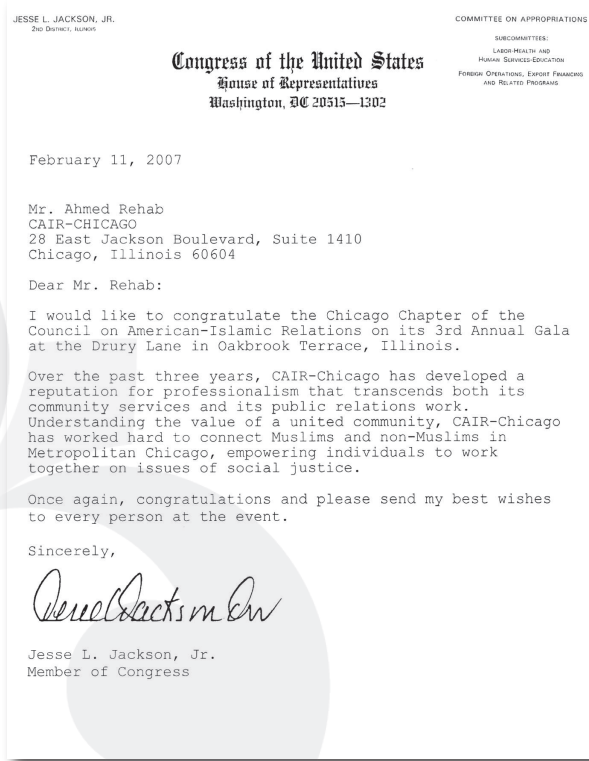 JESSE L. JACKSON, JR.
2ND DISTRICT, ILLINOIS
COMMITTEE ON APPROPRIATIONS
SUBCOMMITTEES:
LABOR-HEALTH AND
HUMAN SERVICES-EDUCATION
FOREIGN OPERATIONS, EXPORT FINANCING
AND RELATED PROGRAMS
Congress of the United States
House of Representatives
Washington, DC 20515—1302
February 11, 2007
Mr. Ahmed Rehab
CAIR-CHICAGO
28 East Jackson Boulevard, Suite 1410
Chicago, Illinois 60604
Dear Mr. Rehab:
I would like to congratulate the Chicago Chapter of the
Council on American-Islamic Relations on its 3rd Annual Gala
at the Drury Lane in Oakbrook Terrace, Illinois.
Over the past three years, CAIR-Chicago has developed a
reputation for professionalism that transcends both its
community services and its public relations work.
Understanding the value of a united community, CAIR-Chicago
has worked hard to connect Muslims and non-Muslims in
Metropolitan Chicago, empowering individuals to work
together on issues of social justice.
Once again, congratulations and please send my best wishes
to every person at the event.
Sincerely,
Jesse L. Jackson, Jr.
Jesse L. Jackson, Jr.
Member of Congress